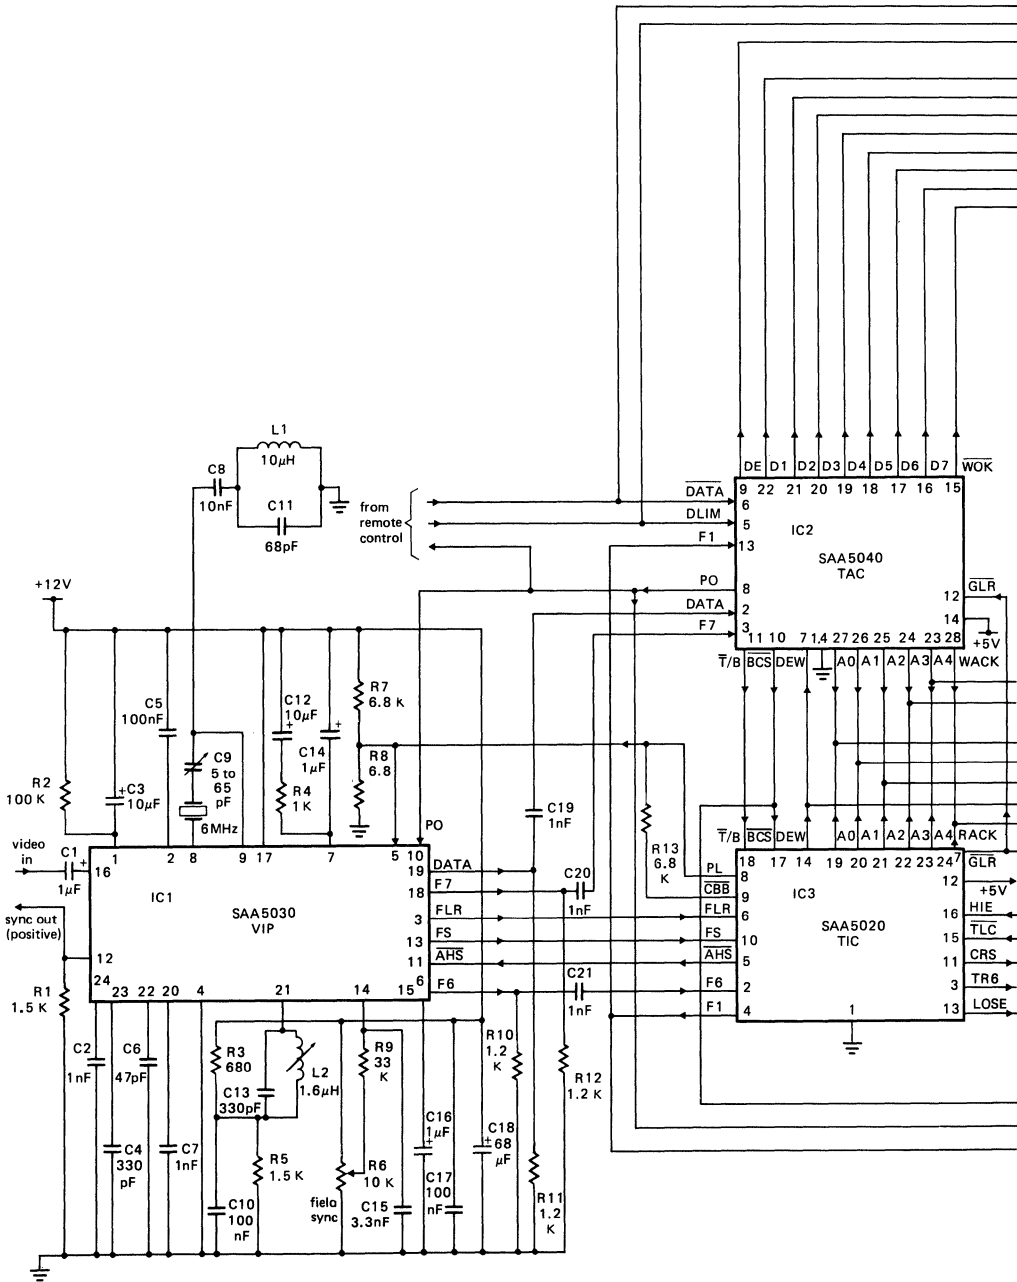 L1
10μH
C8
10nF
C11
68pF
from
remote
control
+12V
DE D1 D2 D3 D4 D5 D6 D7 W̅O̅K̅
9 22 21 20 19 18 17 16 15
D̅A̅T̅A̅ 6
DLIM 5
F1 13
PO 8
DATA 2
F7 3
IC2
SAA5040
TAC
G̅L̅R̅
12
14
+5V
11 10 7 1,4 27 26 25 24 23 28
T̅/B B̅C̅S̅ DEW A0 A1 A2 A3 A4 WACK
C5
100nF
C12
10μF
+
C14
1μF
+
R7
6.8 K
R8
6.8
R2
100 K
+
C3
10μF
C9
5 to
65
pF
6MHz
R4
1K
C19
1nF
R13
6.8
K
PO
video
in
C1
+
1μF
sync out
(positive)
R1
1.5 K
1 2 8 9 17 7 5 10
16
12
24
IC1
SAA5030
VIP
19 DATA
18 F7
3 FLR
13 FS
11 A̅H̅S̅
6 F6
23 22 20 4 21 14 15
C20
1nF
C21
1nF
T̅/B B̅C̅S̅ DEW A0 A1 A2 A3 A4 RACK
18 17 14 19 20 21 22 23 24 7
PL 8
C̅B̅B̅ 9
FLR 6
FS 10
A̅H̅S̅ 5
F6 2
F1 4
IC3
SAA5020
TIC
1
G̅L̅R̅
12 +5V
16 HIE
15 T̅L̅C̅
11 CRS
3 TR6
13 LOSE
C2
1nF
C6
47pF
R3
680
C13
330pF
L2
1.6μH
R9
33
K
R10
1.2
K
R12
1.2 K
C4
330
pF
C7
1nF
R5
1.5 K
R6
10 K
field
sync
C16
1μF
+
C18
68
μF
+
C17
100
nF
C10
100
nF
C15
3.3nF
R11
1.2
K